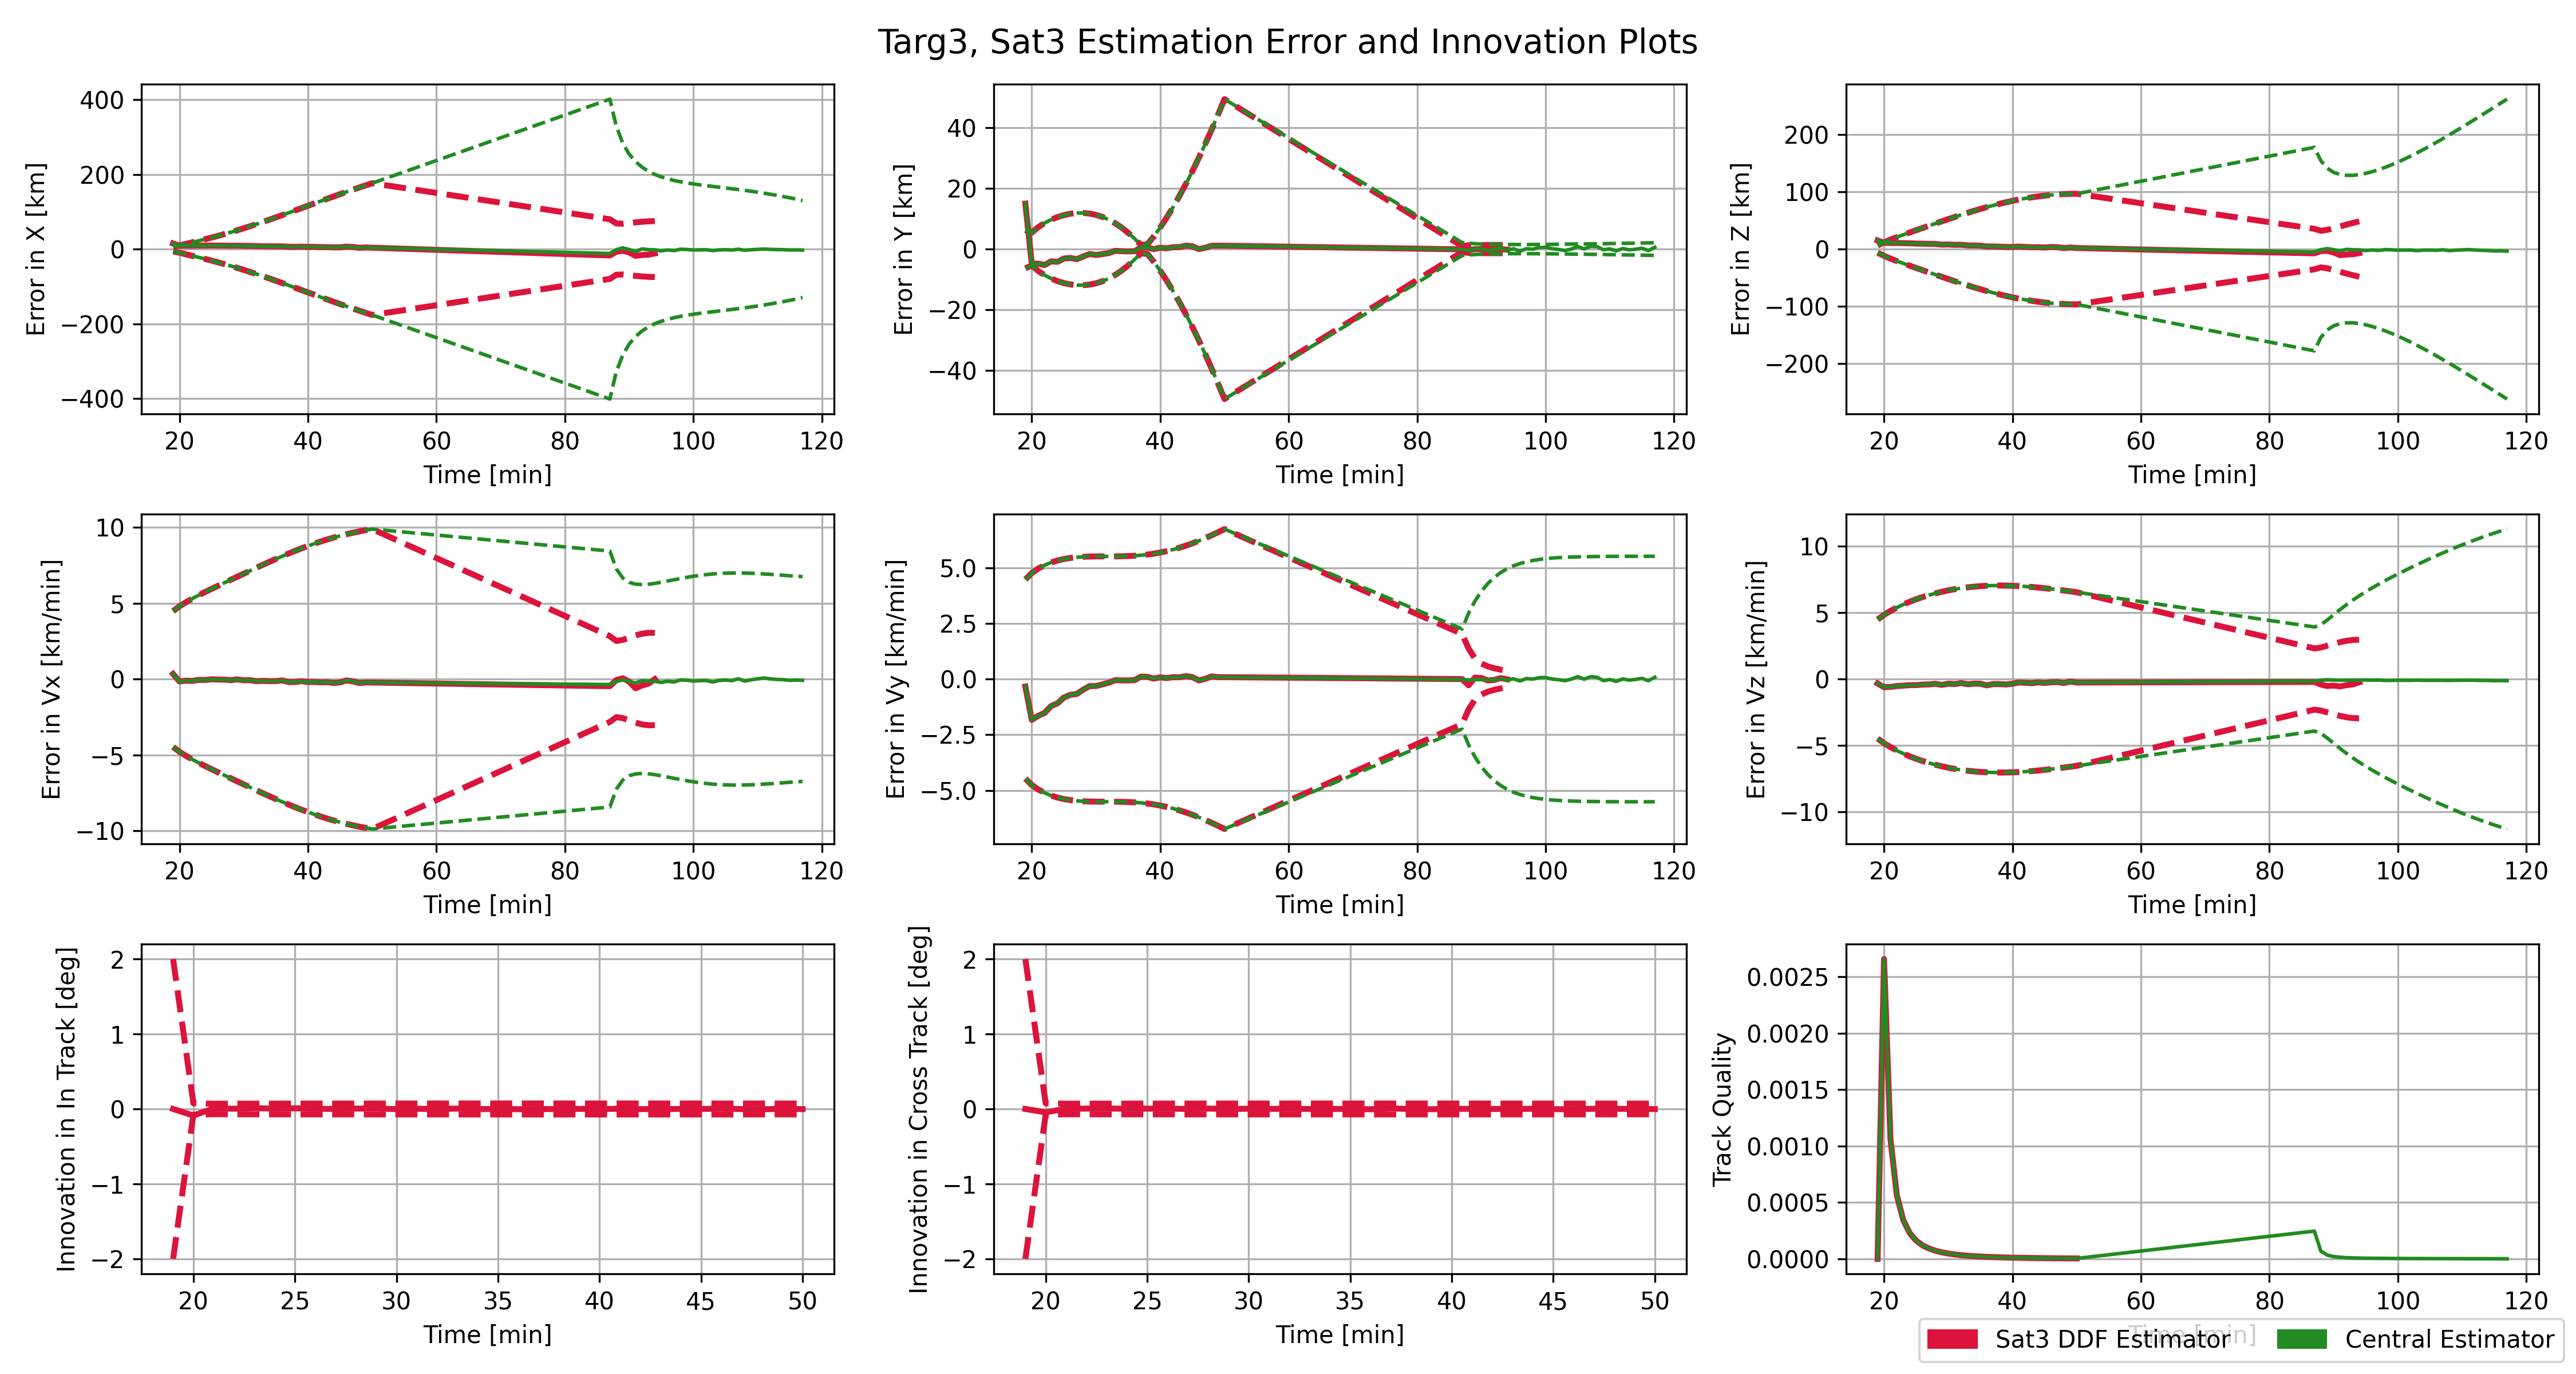 Targ3, Sat3 Estimation Error and Innovation Plots
Error in X [km]
400
200
0
−200
−400
20 40 60 80 100 120
Time [min]
Error in Y [km]
40
20
0
−20
−40
20 40 60 80 100 120
Time [min]
Error in Z [km]
200
100
0
−100
−200
20 40 60 80 100 120
Time [min]
Error in Vx [km/min]
10
5
0
−5
−10
20 40 60 80 100 120
Time [min]
Error in Vy [km/min]
5.0
2.5
0.0
−2.5
−5.0
20 40 60 80 100 120
Time [min]
Error in Vz [km/min]
10
5
0
−5
−10
20 40 60 80 100 120
Time [min]
Innovation in In Track [deg]
2
1
0
−1
−2
20 25 30 35 40 45 50
Time [min]
Innovation in Cross Track [deg]
2
1
0
−1
−2
20 25 30 35 40 45 50
Time [min]
Track Quality
0.0025
0.0020
0.0015
0.0010
0.0005
0.0000
20 40 60 80 100 120
Time [min]
Sat3 DDF Estimator
Central Estimator